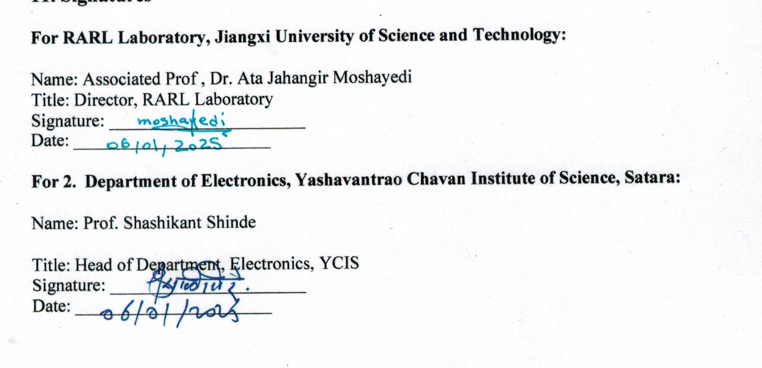 11. Signatures
For RARL Laboratory, Jiangxi University of Science and Technology:
Name: Associated Prof , Dr. Ata Jahangir Moshayedi
Title: Director, RARL Laboratory
Signature: moshayedi
Date: 06/01, 2025
For 2. Department of Electronics, Yashavantrao Chavan Institute of Science, Satara:
Name: Prof. Shashikant Shinde
Title: Head of Department, Electronics, YCIS
Signature:
Date: 06/01/2025